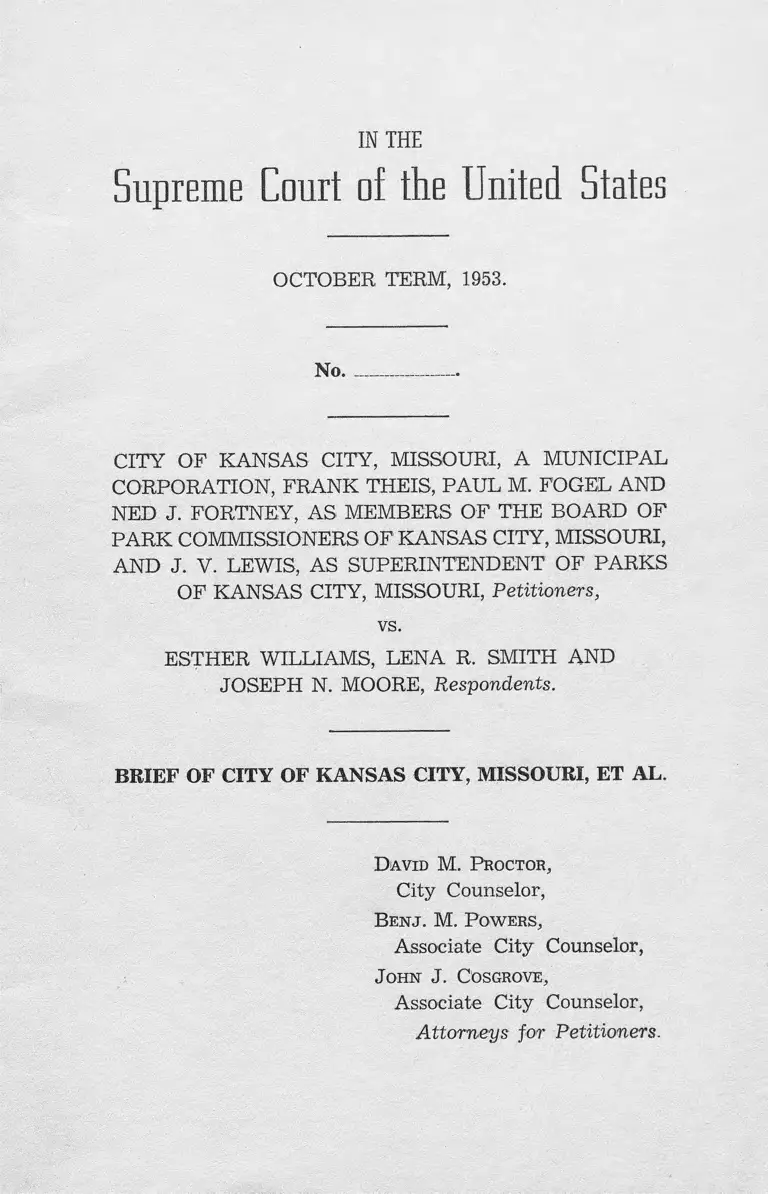 IN THE
Supreme Court of the United States
OCTOBER TERM, 1953.
No. .
CITY OF KANSAS CITY, MISSOURI, A MUNICIPAL
CORPORATION, FRANK THEIS, PAUL M. FOGEL AND
NED J. FORTNEY, AS MEMBERS OF THE BOARD OF
PARK COMMISSIONERS OF KANSAS CITY, MISSOURI,
AND J. V. LEWIS, AS SUPERINTENDENT OF PARKS
OF KANSAS CITY, MISSOURI, Petitioners,
vs.
ESTHER WILLIAMS, LENA R. SMITH AND
JOSEPH N. MOORE, Respondents.
BRIEF OF CITY OF KANSAS CITY, MISSOURI, ET AL.
DAVID M. PROCTOR,
City Counselor,
BENJ. M. POWERS,
Associate City Counselor,
JOHN J. COSGROVE,
Associate City Counselor,
Attorneys for Petitioners.